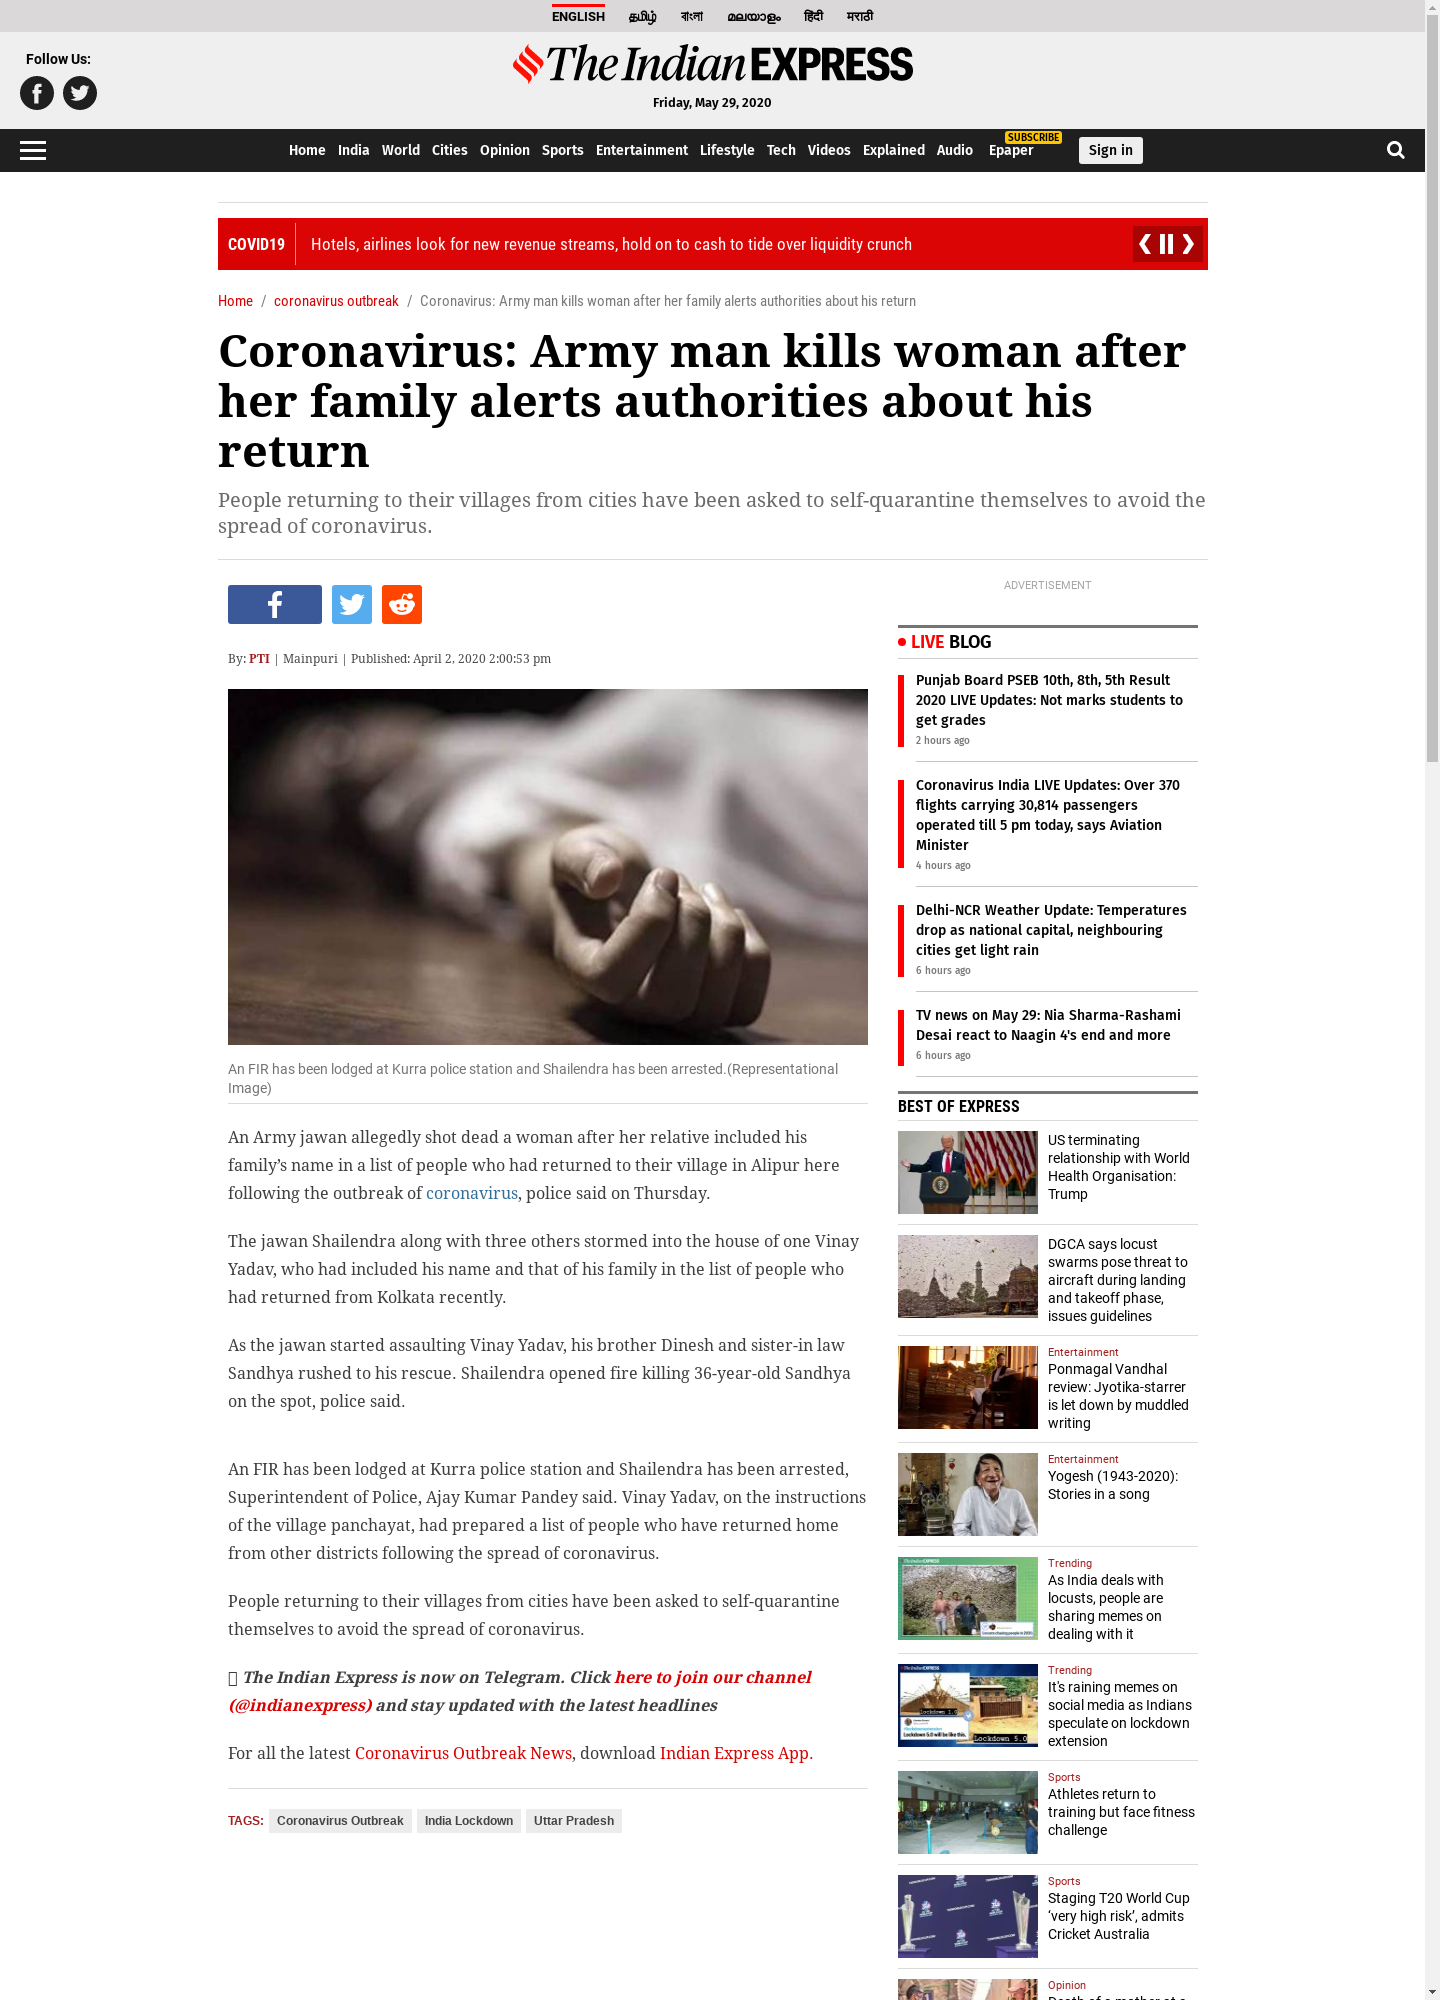 ENGLISH தமிழ் বাংলা മലയാളം हिंदी मराठी
Follow Us:
The Indian EXPRESS
Friday, May 29, 2020
SUBSCRIBE
Home India World Cities Opinion Sports Entertainment Lifestyle Tech Videos Explained Audio Epaper Sign in
COVID19 Hotels, airlines look for new revenue streams, hold on to cash to tide over liquidity crunch
Home / coronavirus outbreak / Coronavirus: Army man kills woman after her family alerts authorities about his return
Coronavirus: Army man kills woman after
her family alerts authorities about his
return
People returning to their villages from cities have been asked to self-quarantine themselves to avoid the
spread of coronavirus.
By: PTI | Mainpuri | Published: April 2, 2020 2:00:53 pm
An FIR has been lodged at Kurra police station and Shailendra has been arrested.(Representational
Image)
An Army jawan allegedly shot dead a woman after her relative included his
family’s name in a list of people who had returned to their village in Alipur here
following the outbreak of coronavirus, police said on Thursday.
The jawan Shailendra along with three others stormed into the house of one Vinay
Yadav, who had included his name and that of his family in the list of people who
had returned from Kolkata recently.
As the jawan started assaulting Vinay Yadav, his brother Dinesh and sister-in law
Sandhya rushed to his rescue. Shailendra opened fire killing 36-year-old Sandhya
on the spot, police said.
An FIR has been lodged at Kurra police station and Shailendra has been arrested,
Superintendent of Police, Ajay Kumar Pandey said. Vinay Yadav, on the instructions
of the village panchayat, had prepared a list of people who have returned home
from other districts following the spread of coronavirus.
People returning to their villages from cities have been asked to self-quarantine
themselves to avoid the spread of coronavirus.
The Indian Express is now on Telegram. Click here to join our channel
(@indianexpress) and stay updated with the latest headlines
For all the latest Coronavirus Outbreak News, download Indian Express App.
TAGS: Coronavirus Outbreak India Lockdown Uttar Pradesh
ADVERTISEMENT
LIVE BLOG
Punjab Board PSEB 10th, 8th, 5th Result
2020 LIVE Updates: Not marks students to
get grades
2 hours ago
Coronavirus India LIVE Updates: Over 370
flights carrying 30,814 passengers
operated till 5 pm today, says Aviation
Minister
4 hours ago
Delhi-NCR Weather Update: Temperatures
drop as national capital, neighbouring
cities get light rain
6 hours ago
TV news on May 29: Nia Sharma-Rashami
Desai react to Naagin 4's end and more
6 hours ago
BEST OF EXPRESS
US terminating
relationship with World
Health Organisation:
Trump
DGCA says locust
swarms pose threat to
aircraft during landing
and takeoff phase,
issues guidelines
Entertainment
Ponmagal Vandhal
review: Jyotika-starrer
is let down by muddled
writing
Entertainment
Yogesh (1943-2020):
Stories in a song
Trending
As India deals with
locusts, people are
sharing memes on
dealing with it
Trending
It's raining memes on
social media as Indians
speculate on lockdown
extension
Lockdown 1.0
Lockdown 5.0 will be like this.
Lockdown 5.0
Sports
Athletes return to
training but face fitness
challenge
Sports
Staging T20 World Cup
‘very high risk’, admits
Cricket Australia
Opinion